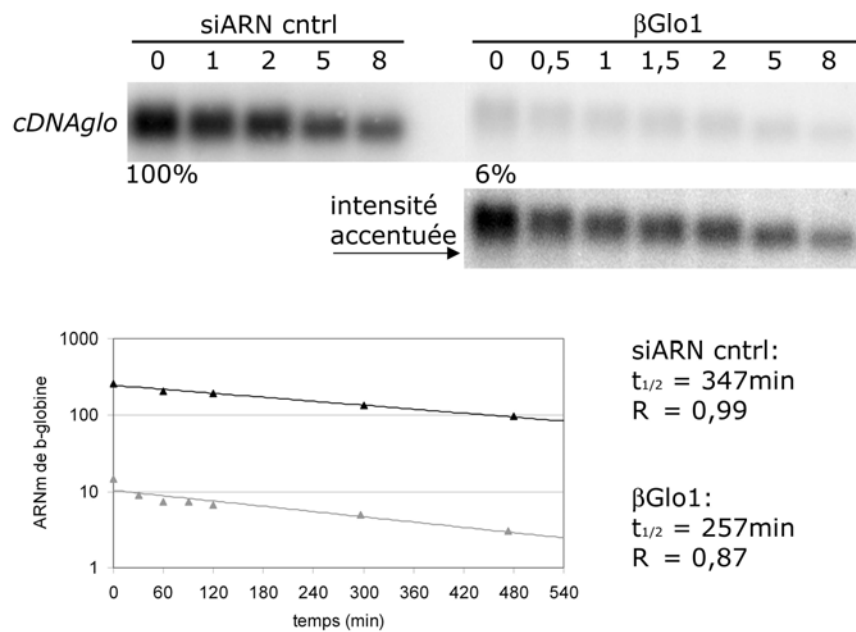 siARN cntrl
βGlo1
0 1 2 5 8
0 0,5 1 1,5 2 5 8
cDNAglo
100%
6%
intensité
accentuée
1000
100
10
1
ARNm de b-globine
0 60 120 180 240 300 360 420 480 540
temps (min)
siARN cntrl:
t1/2 = 347min
R = 0,99
βGlo1:
t1/2 = 257min
R = 0,87